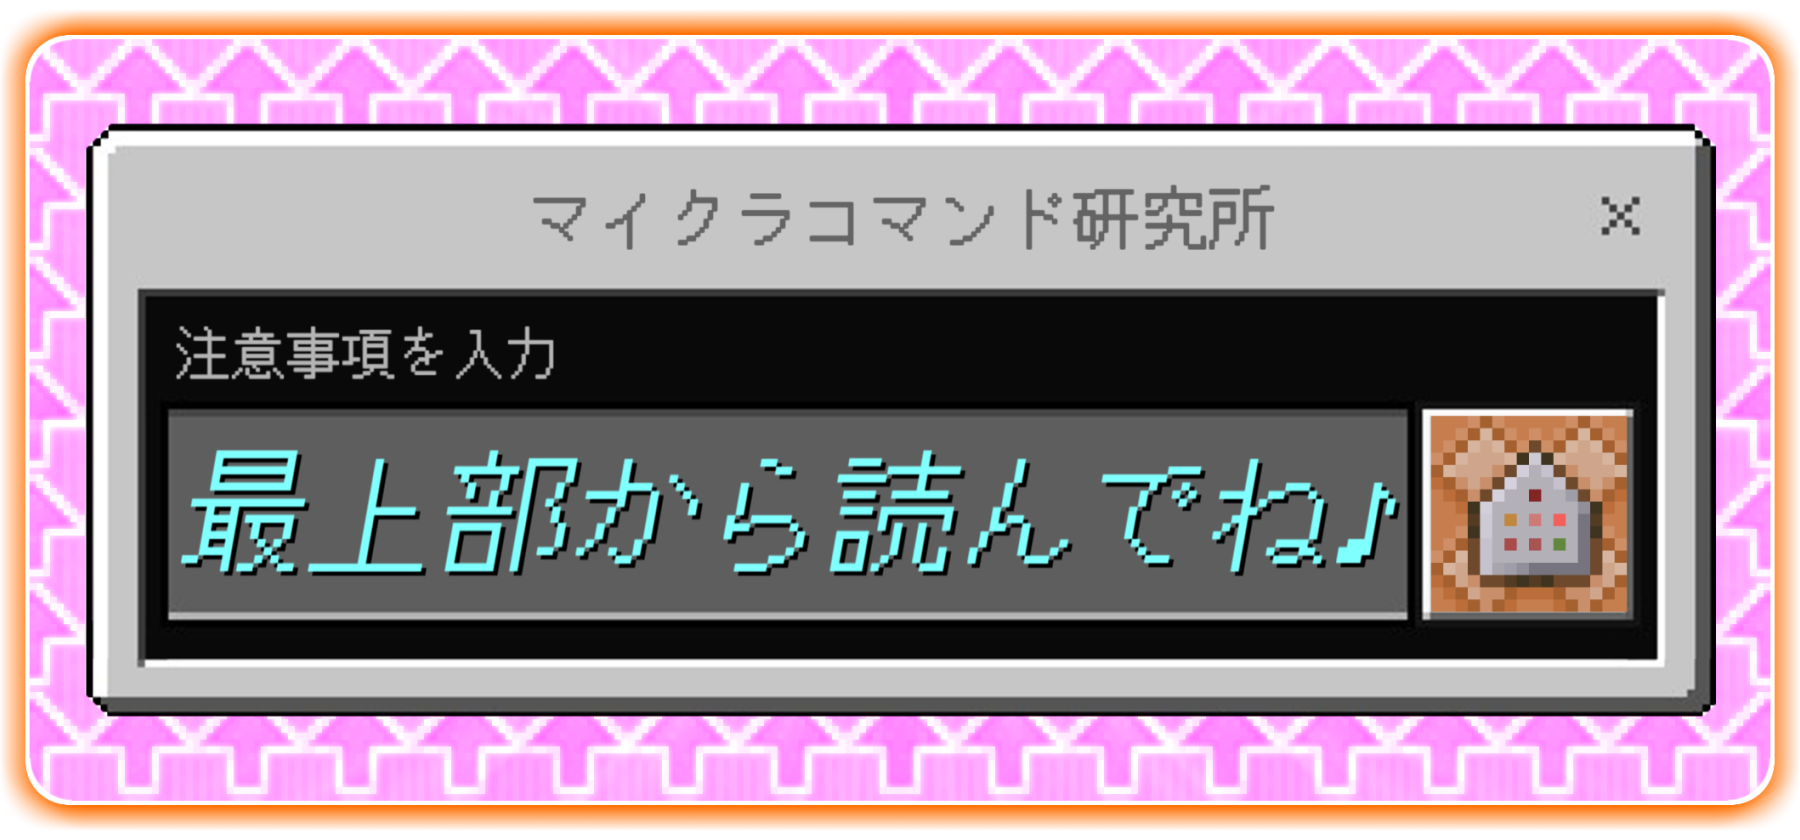 マイクラコマンド研究所
注意事項を入力
最上部から読んでね♪